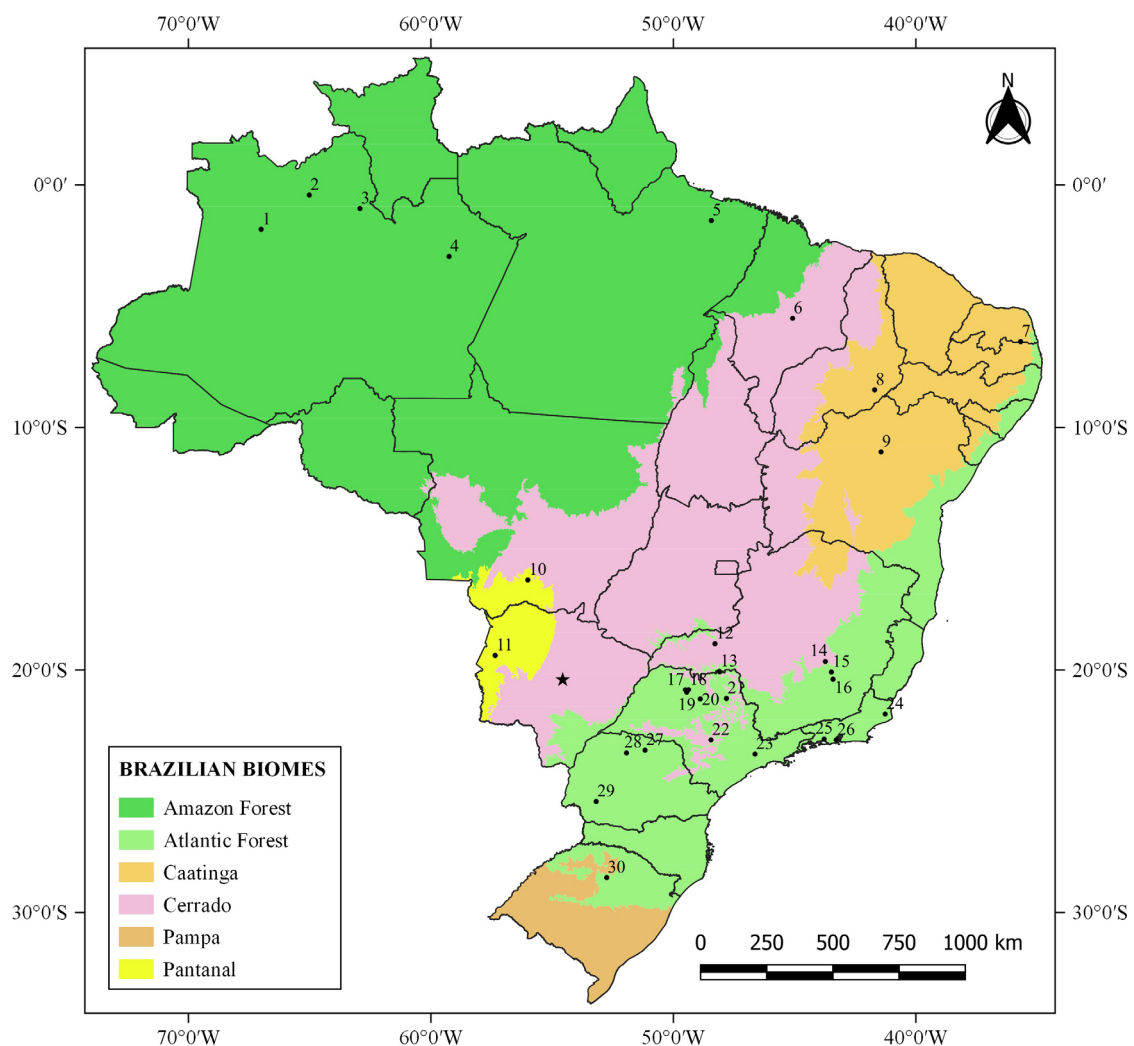 70°0'W 60°0'W 50°0'W 40°0'W
N
0°0' 0°0'
2
3
1
5
4
6
7
8
10°0'S 10°0'S
9
10
12
11
14 15
13
20°0'S 20°0'S
17 18
16
21
19 20
24
22
25 26
28 27
23
29
30
BRAZILIAN BIOMES
Amazon Forest
Atlantic Forest
Caatinga
Cerrado
Pampa
Pantanal
30°0'S 30°0'S
0 250 500 750 1000 km
70°0'W 60°0'W 50°0'W 40°0'W